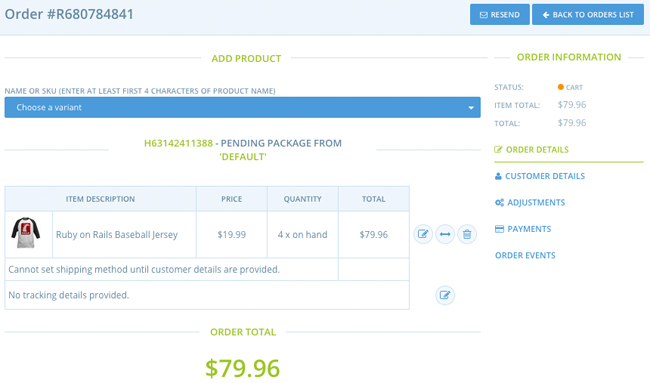 Order #R680784841
RESEND
BACK TO ORDERS LIST
ADD PRODUCT
NAME OR SKU (ENTER AT LEAST FIRST 4 CHARACTERS OF PRODUCT NAME)
Choose a variant
H63142411388 - PENDING PACKAGE FROM
'DEFAULT'
ITEM DESCRIPTION PRICE QUANTITY TOTAL
Ruby on Rails Baseball Jersey $19.99 4 x on hand $79.96
Cannot set shipping method until customer details are provided.
No tracking details provided.
ORDER TOTAL
$79.96
ORDER INFORMATION
STATUS: CART
ITEM TOTAL: $79.96
TOTAL: $79.96
ORDER DETAILS
CUSTOMER DETAILS
ADJUSTMENTS
PAYMENTS
ORDER EVENTS